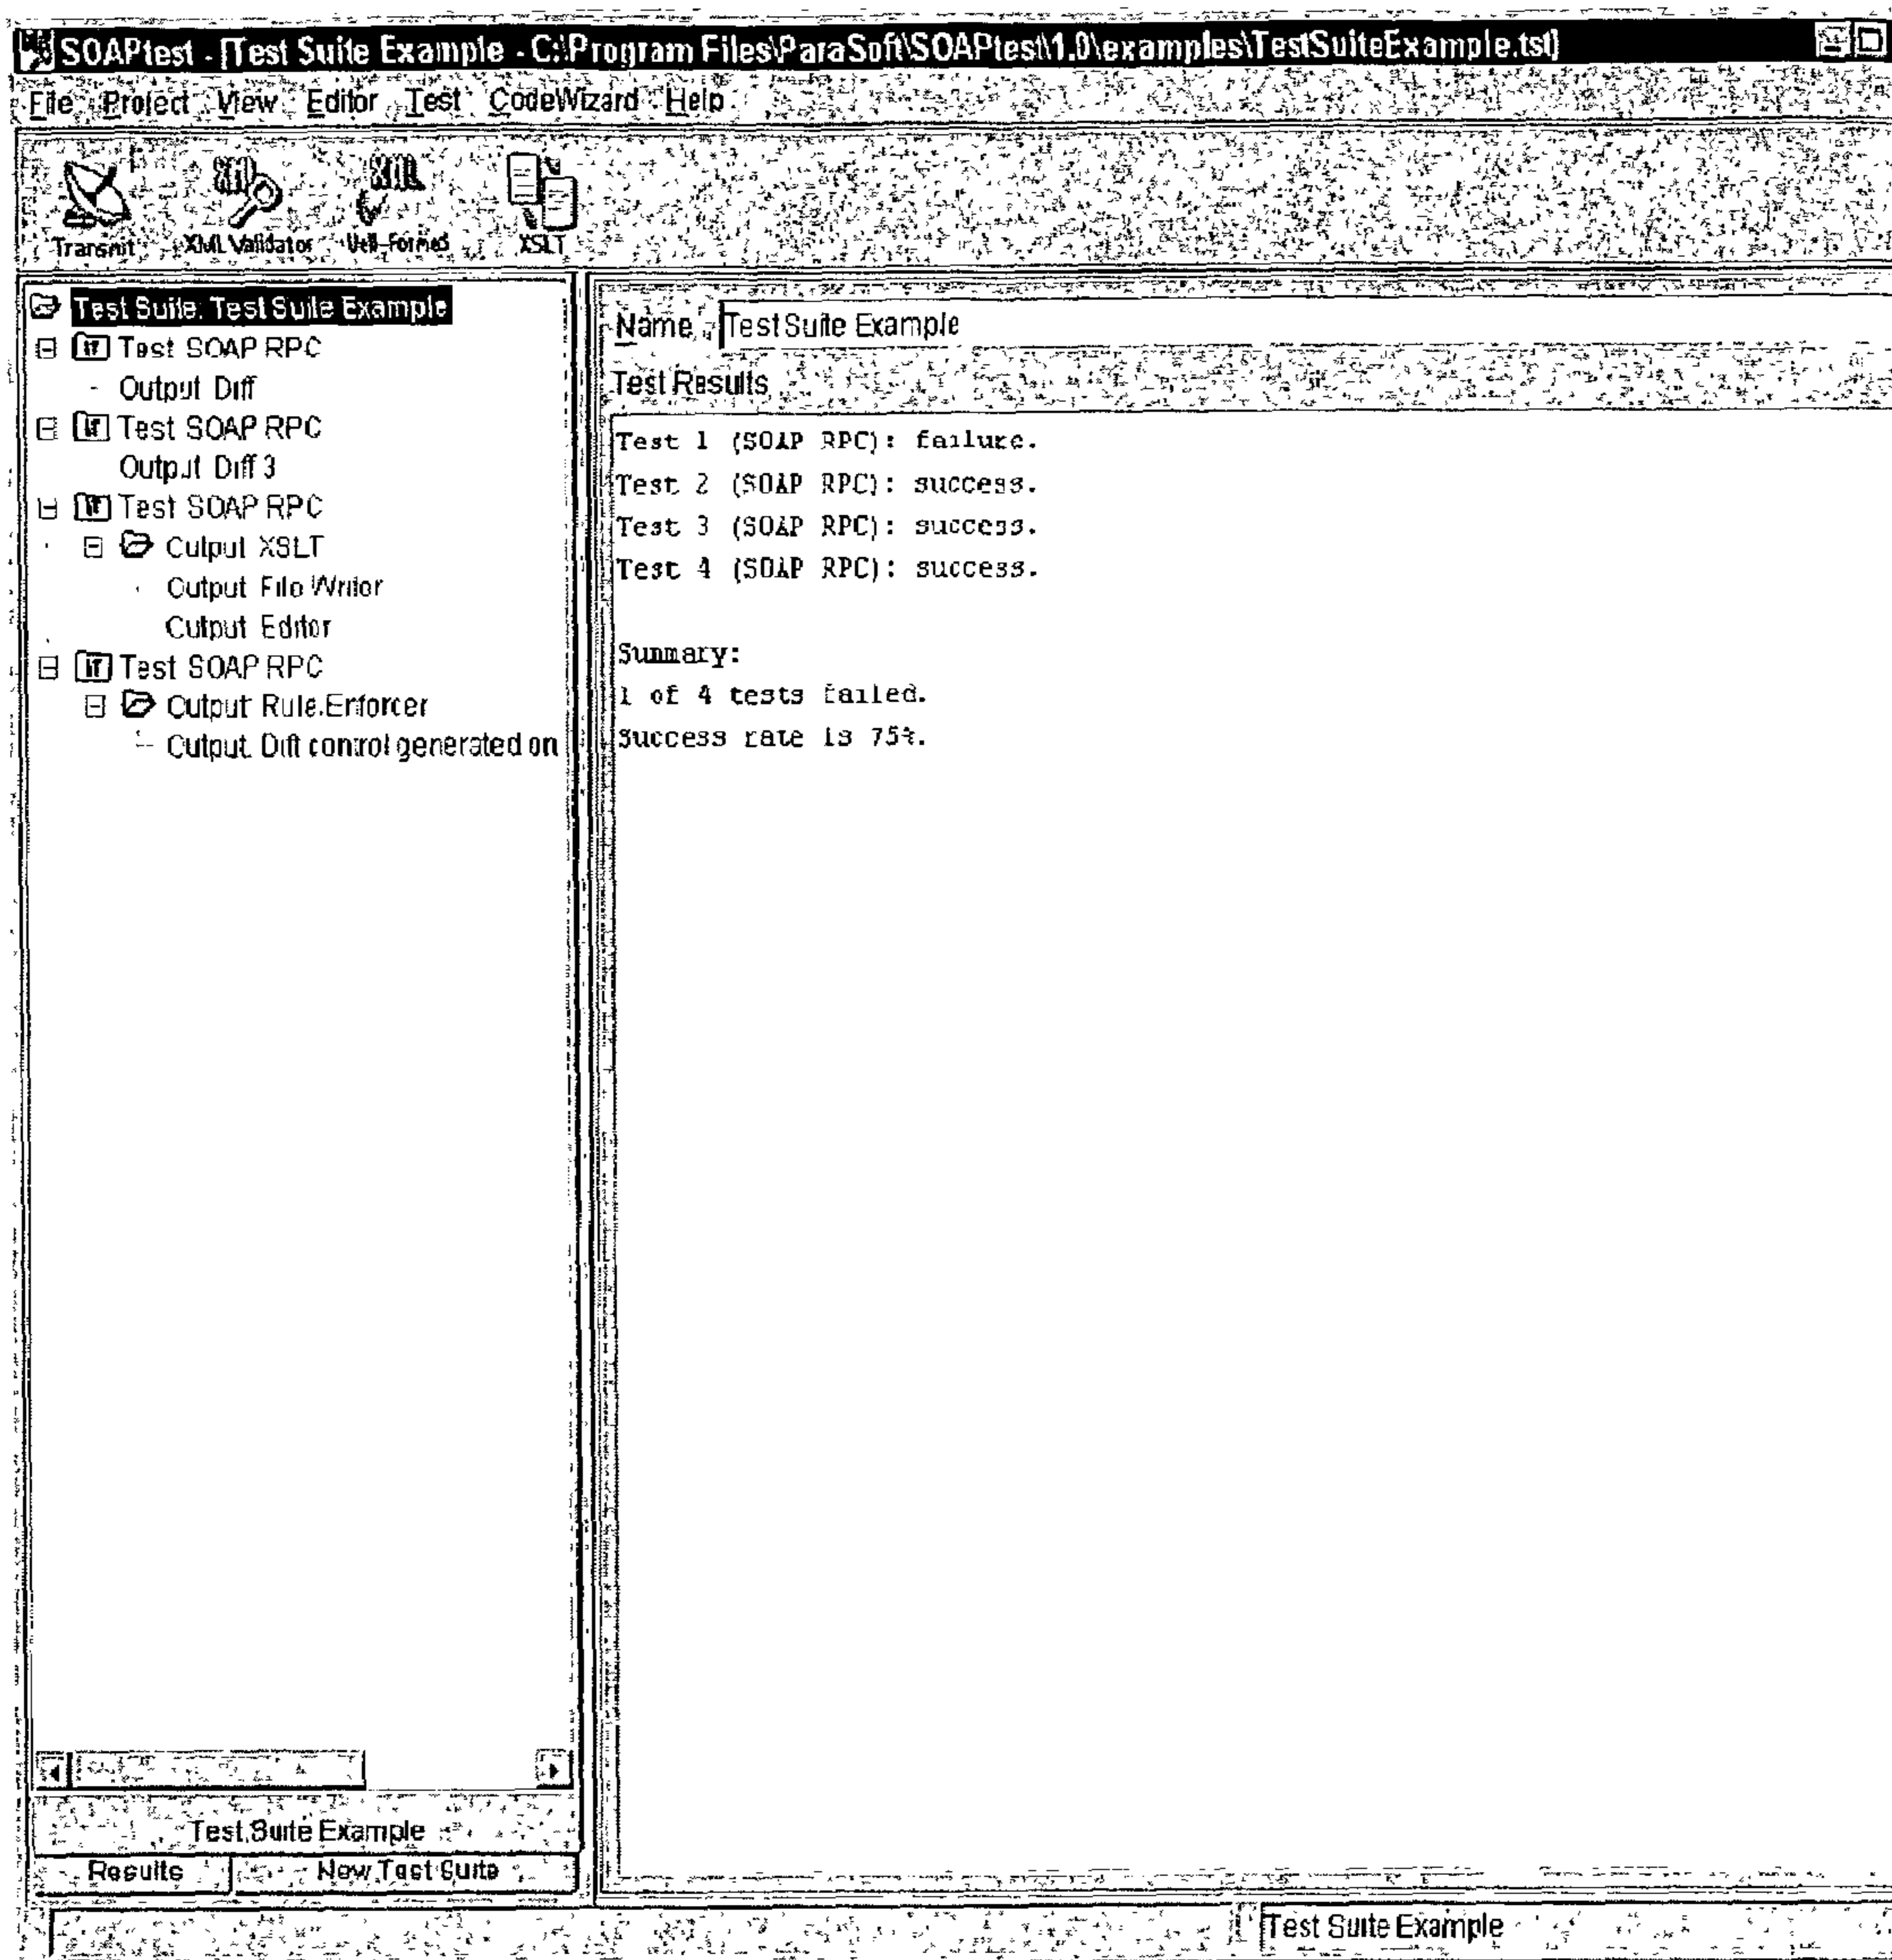 SOAPtest - [Test Suite Example - C:\Program Files\ParaSoft\SOAPtest\1.0\examples\TestSuiteExample.tst]
File Project View Editor Test CodeWizard Help
Transmit XML Validator Well-Formed XSLT
Test Suite: Test Suite Example
Test SOAP RPC
Output Diff
Test SOAP RPC
Output Diff 3
Test SOAP RPC
Output XSLT
Output File Writer
Output Editor
Test SOAP RPC
Output Rule Enforcer
Output Diff control generated on
Test Suite Example
Results New Test Suite
Name Test Suite Example
Test Results
Test 1 (SOAP RPC): failure.
Test 2 (SOAP RPC): success.
Test 3 (SOAP RPC): success.
Test 4 (SOAP RPC): success.
Summary:
1 of 4 tests failed.
Success rate is 75%.
Test Suite Example